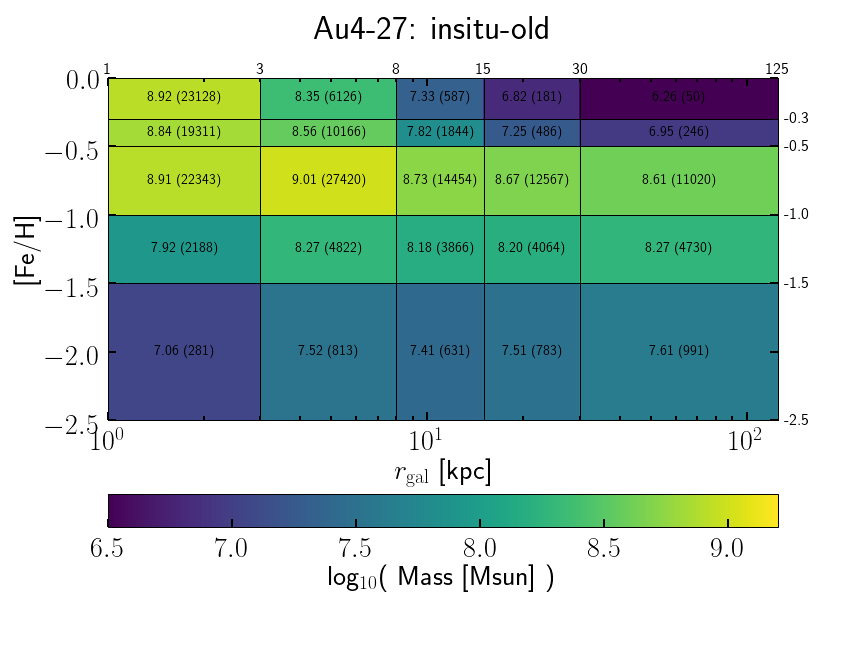 Au4-27: insitu-old
1 3 8 15 30 125
0.0 8.92 (23128) 8.35 (6126) 7.33 (587) 6.82 (181) 6.26 (50)
-0.3
8.84 (19311) 8.56 (10166) 7.82 (1844) 7.25 (486) 6.95 (246)
−0.5 -0.5
8.91 (22343) 9.01 (27420) 8.73 (14454) 8.67 (12567) 8.61 (11020)
−1.0 -1.0
[Fe/H]
7.92 (2188) 8.27 (4822) 8.18 (3866) 8.20 (4064) 8.27 (4730)
−1.5 -1.5
7.06 (281) 7.52 (813) 7.41 (631) 7.51 (783) 7.61 (991)
−2.0
−2.5 -2.5
10⁰ 10¹ 10²
r_gal [kpc]
6.5 7.0 7.5 8.0 8.5 9.0
log₁₀( Mass [Msun] )